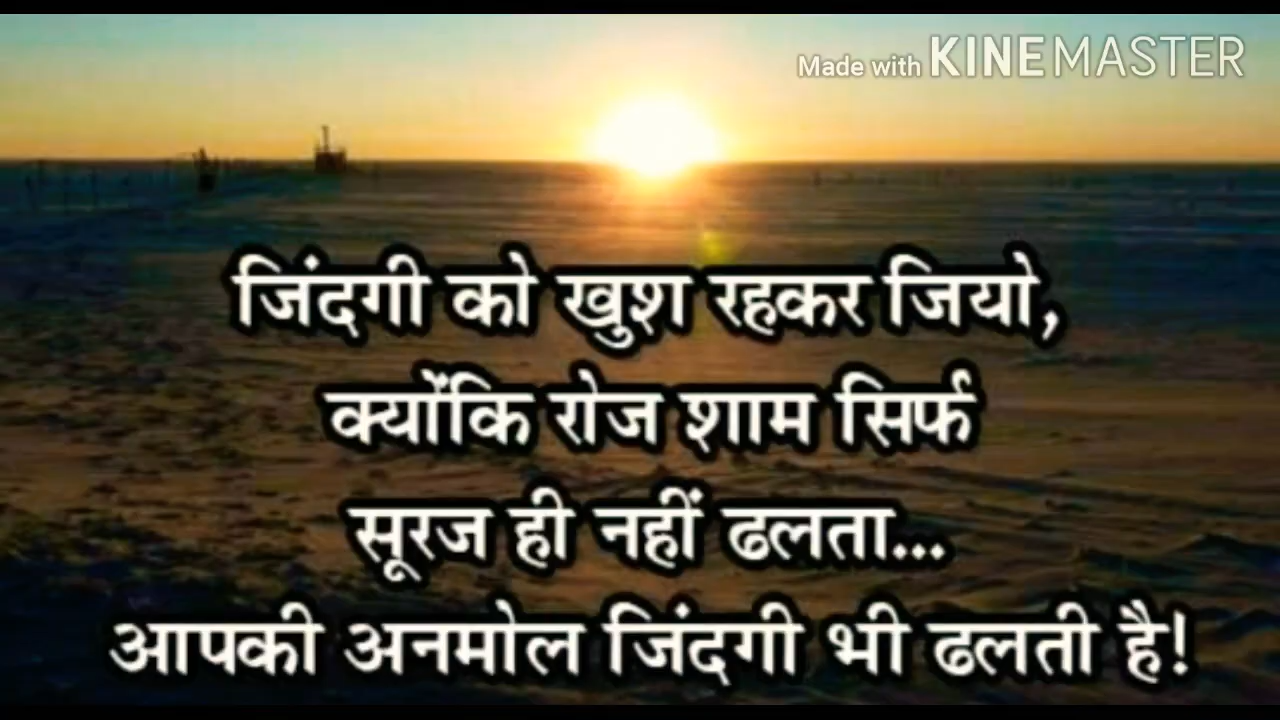 Made with KINEMASTER
जिंदगी को खुश रहकर जियो,
क्योंकि रोज शाम सिर्फ
सूरज ही नहीं ढलता...
आपकी अनमोल जिंदगी भी ढलती है!